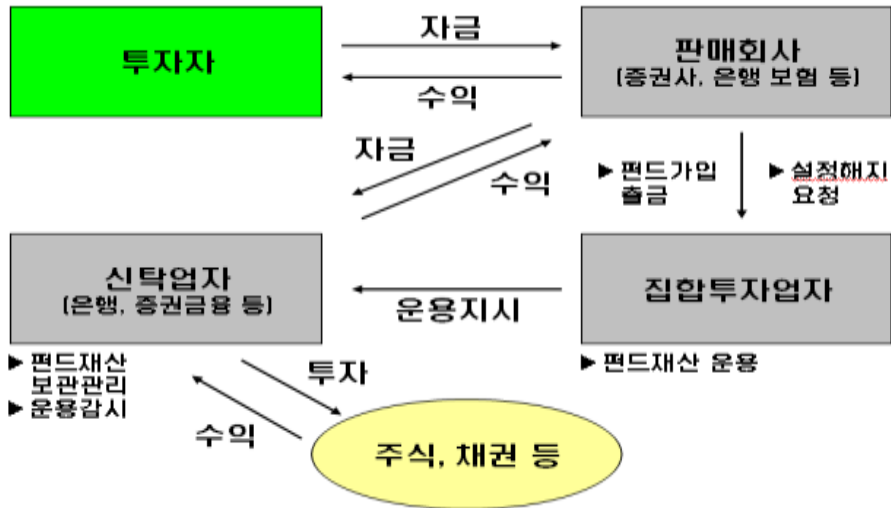 투자자
자금
수익
판매회사
(증권사, 은행 보험 등)
자금
수익
▶ 펀드가입
출금
▶ 설정해지
요청
신탁업자
(은행, 증권금융 등)
운용지시
집합투자업자
▶ 펀드재산
보관관리
▶ 운용감시
▶ 펀드재산 운용
투자
수익
주식, 채권 등